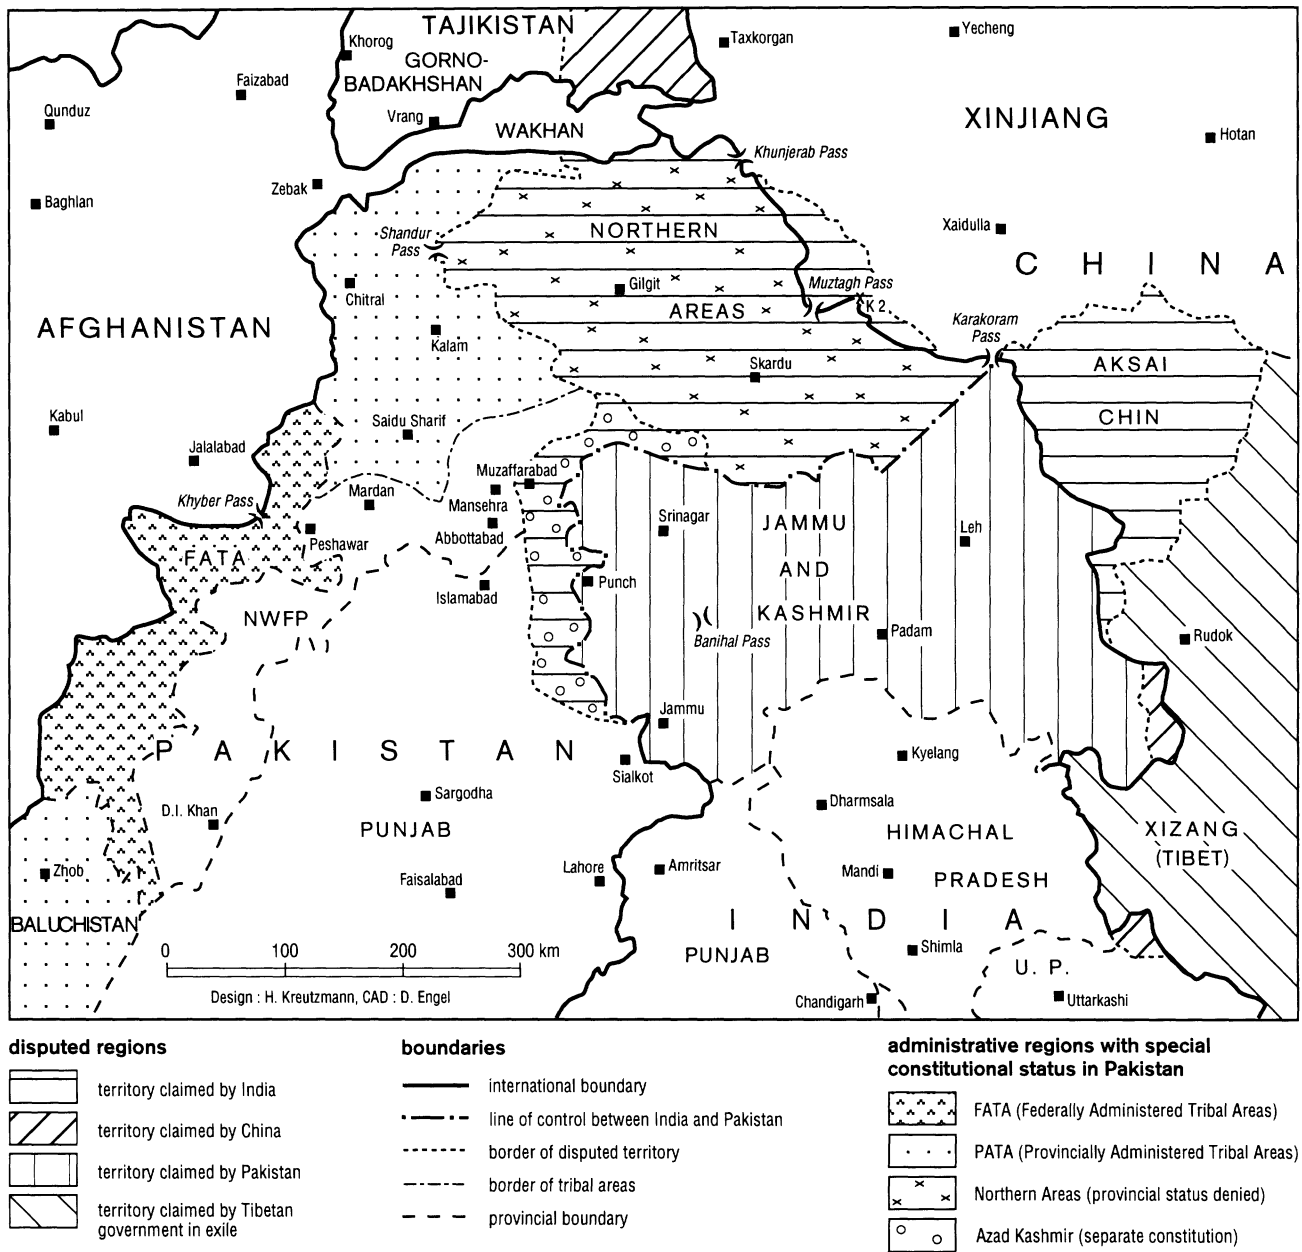 TAJIKISTAN
Khorog
GORNO-
BADAKHSHAN
Taxkorgan
Yecheng
Faizabad
Qunduz
Vrang
WAKHAN
XINJIANG
Hotan
Khunjerab Pass
Zebak
Baghlan
Shandur
Pass
NORTHERN
Xaidulla
CHINA
Chitral
Gilgit
Muztagh Pass
K2
AREAS
AFGHANISTAN
Kalam
Karakoram
Pass
Skardu
AKSAI
CHIN
Kabul
Saidu Sharif
Jalalabad
Muzaffarabad
Mardan
Mansehra
Khyber Pass
Abbottabad
Peshawar
Srinagar
JAMMU
AND
KASHMIR
Leh
FATA
Islamabad
Punch
NWFP
Banihal Pass
Padam
Rudok
Jammu
PAKISTAN
Sialkot
Kyelang
Sargodha
D.I. Khan
PUNJAB
Dharmsala
HIMACHAL
PRADESH
XIZANG
(TIBET)
Zhob
Faisalabad
Lahore
Amritsar
Mandi
BALUCHISTAN
INDIA
PUNJAB
Shimla
U. P.
Chandigarh
Uttarkashi
0 100 200 300 km
Design : H. Kreutzmann, CAD : D. Engel
disputed regions
territory claimed by India
territory claimed by China
territory claimed by Pakistan
territory claimed by Tibetan
government in exile
boundaries
international boundary
line of control between India and Pakistan
border of disputed territory
border of tribal areas
provincial boundary
administrative regions with special
constitutional status in Pakistan
FATA (Federally Administered Tribal Areas)
PATA (Provincially Administered Tribal Areas)
Northern Areas (provincial status denied)
Azad Kashmir (separate constitution)